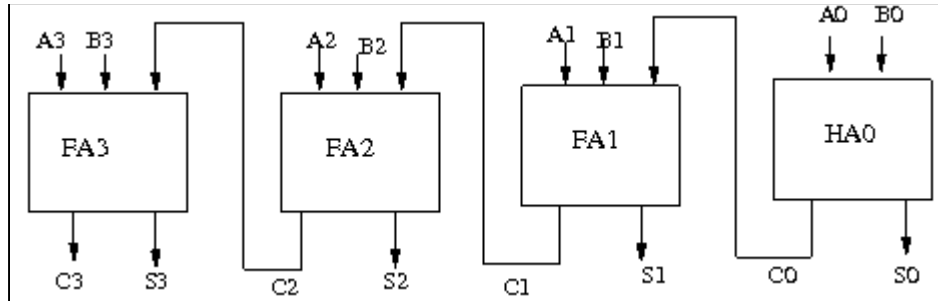 A3 B3 A2 B2 A1 B1 A0 B0
FA3 FA2 FA1 HA0
C3 S3 C2 S2 C1 S1 C0 S0